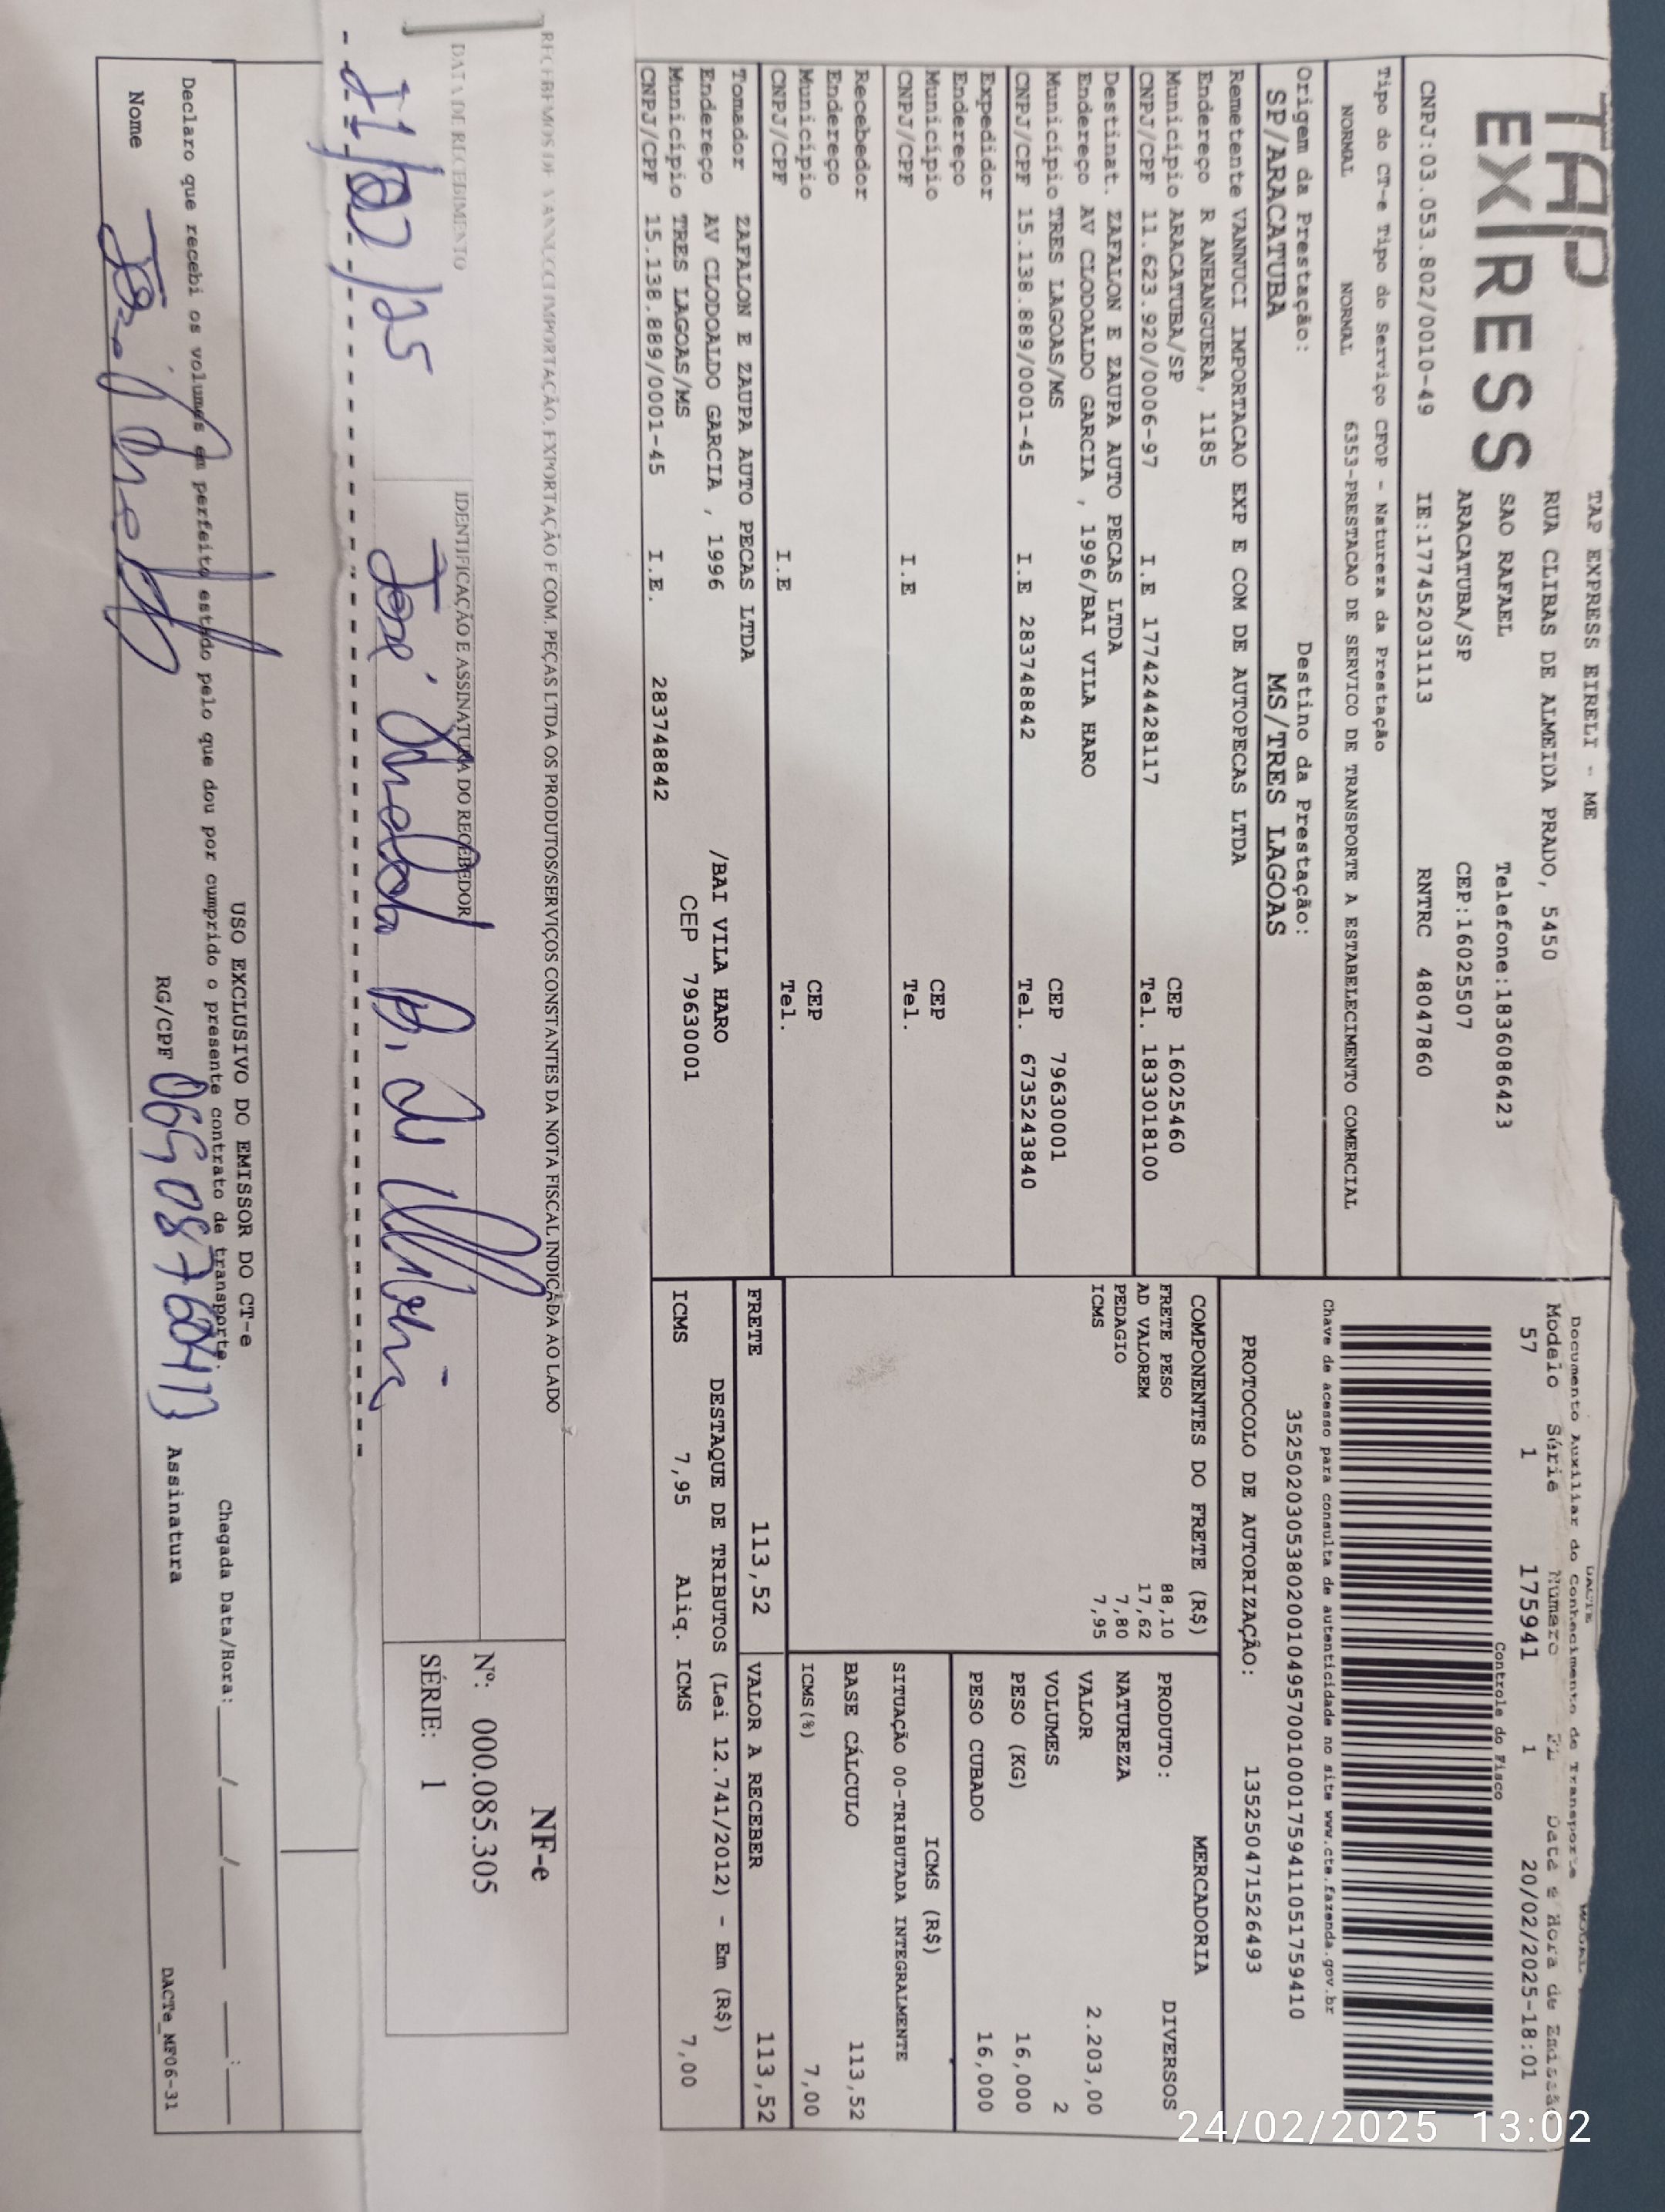 TAP
EXPRESS
TAP EXPRESS EIRELI - ME
RUA CLIBAS DE ALMEIDA PRADO, 5450
SAO RAFAEL Telefone:1836086423
ARACATUBA/SP CEP:16025507
CNPJ:03.053.802/0010-49 IE:177452031113 RNTRC 48047860
DACTE
MODAL
Documento Auxiliar do Conhecimento de Transporte
Modelo Série Número FL Data e Hora de Emissão
57 1 175941 1 20/02/2025-18:01
Controle do Fisco
Chave de acesso para consulta de autenticidade no site www.cte.fazenda.gov.br
35250203053802001049570010001759411051759410
PROTOCOLO DE AUTORIZAÇÃO: 135250471526493
Tipo do CT-e Tipo do Serviço CFOP - Natureza da Prestação
NORMAL NORMAL 6353-PRESTACAO DE SERVICO DE TRANSPORTE A ESTABELECIMENTO COMERCIAL
Origem da Prestação: Destino da Prestação:
SP/ARACATUBA MS/TRES LAGOAS
Remetente VANNUCI IMPORTACAO EXP E COM DE AUTOPECAS LTDA
Endereço R ANHANGUERA, 1185
Município ARACATUBA/SP CEP 16025460
CNPJ/CPF 11.623.920/0006-97 I.E 177424428117 Tel. 1833018100
Destinat. ZAFALON E ZAUPA AUTO PECAS LTDA
Endereço AV CLODOALDO GARCIA , 1996/BAI VILA HARO
Município TRES LAGOAS/MS CEP 79630001
CNPJ/CPF 15.138.889/0001-45 I.E 283748842 Tel. 6735243840
Expedidor
Endereço
Município CEP
CNPJ/CPF I.E Tel.
Recebedor
Endereço
Município CEP
CNPJ/CPF I.E Tel.
Tomador ZAFALON E ZAUPA AUTO PECAS LTDA
Endereço AV CLODOALDO GARCIA , 1996 /BAI VILA HARO
Município TRES LAGOAS/MS CEP 79630001
CNPJ/CPF 15.138.889/0001-45 I.E. 283748842
COMPONENTES DO FRETE (R$)
FRETE PESO 88,10
AD VALOREM 17,62
PEDAGIO 7,80
ICMS 7,95
MERCADORIA
PRODUTO: DIVERSOS
NATUREZA
VALOR 2.203,00
VOLUMES 2
PESO (KG) 16,000
PESO CUBADO 16,000
ICMS (R$)
SITUAÇÃO 00-TRIBUTADA INTEGRALMENTE
BASE CÁLCULO 113,52
ICMS(%) 7,00
FRETE 113,52 VALOR A RECEBER 113,52
DESTAQUE DE TRIBUTOS (Lei 12.741/2012) - Em (R$)
ICMS 7,95 Aliq. ICMS 7,00
RECEBEMOS DE VANNUCCI IMPORTAÇÃO, EXPORTAÇÃO E COM. PEÇAS LTDA OS PRODUTOS/SERVIÇOS CONSTANTES DA NOTA FISCAL INDICADA AO LADO
DATA DE RECEBIMENTO IDENTIFICAÇÃO E ASSINATURA DO RECEBEDOR
21/02/25 José
NF-e
Nº: 000.085.305
SÉRIE: 1
USO EXCLUSIVO DO EMISSOR DO CT-e
Declaro que recebi os volumes em perfeito estado pelo que dou por cumprido o presente contrato de transporte.
Chegada Data/Hora: ___/___/___ __:__
Nome José RG/CPF Assinatura
DACTe_MF06-31
24/02/2025 13:02